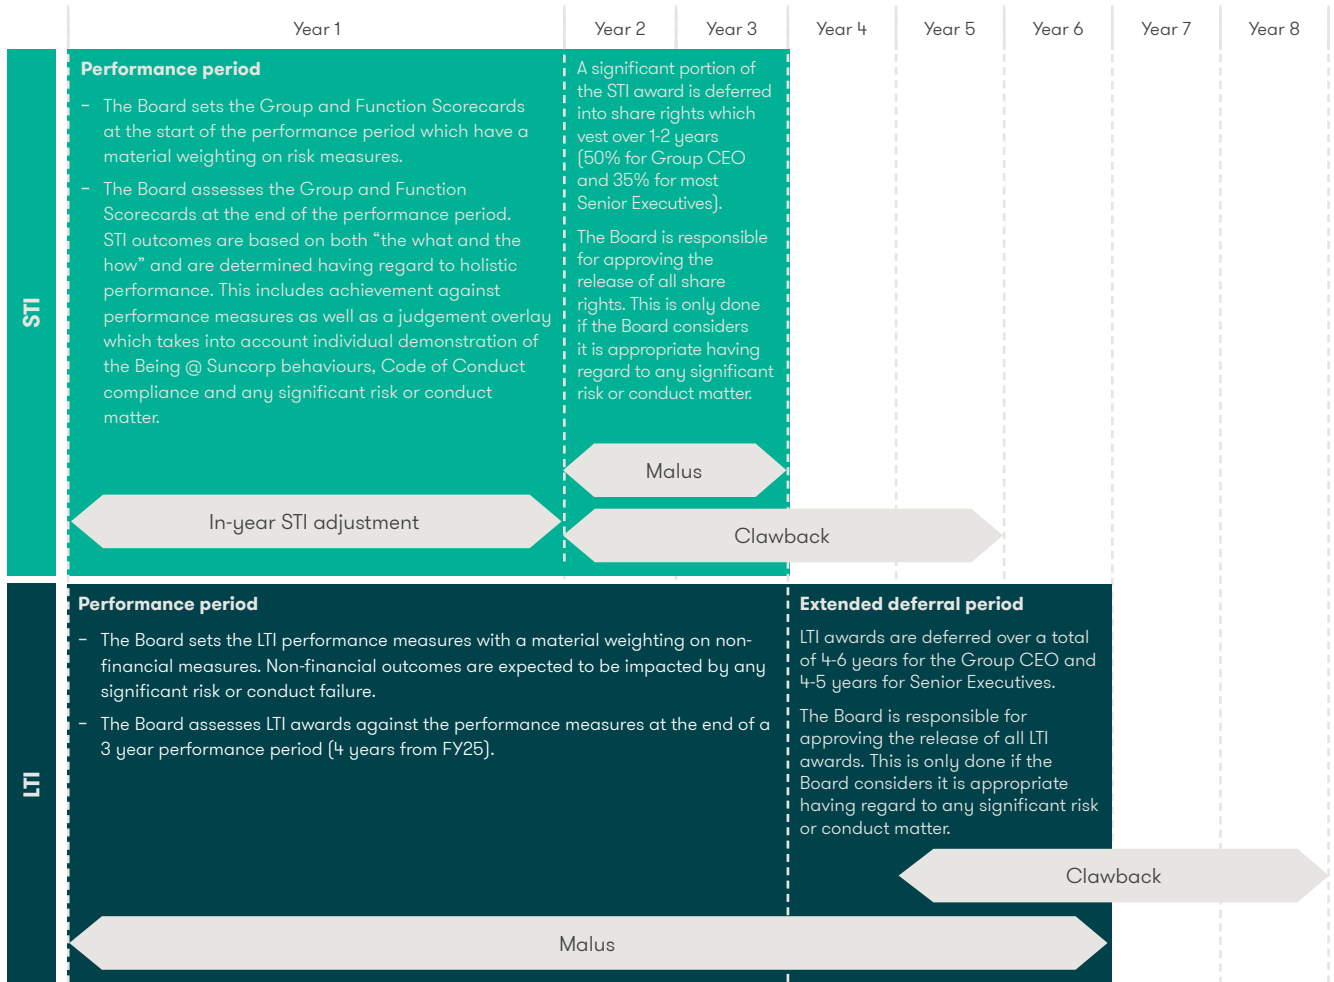 Year 1
Year 2
Year 3
Year 4
Year 5
Year 6
Year 7
Year 8
STI
Performance period
– The Board sets the Group and Function Scorecards
at the start of the performance period which have a
material weighting on risk measures.
– The Board assesses the Group and Function
Scorecards at the end of the performance period.
STI outcomes are based on both “the what and the
how” and are determined having regard to holistic
performance. This includes achievement against
performance measures as well as a judgement overlay
which takes into account individual demonstration of
the Being @ Suncorp behaviours, Code of Conduct
compliance and any significant risk or conduct
matter.
A significant portion of
the STI award is deferred
into share rights which
vest over 1-2 years
(50% for Group CEO
and 35% for most
Senior Executives).
The Board is responsible
for approving the
release of all share
rights. This is only done
if the Board considers
it is appropriate having
regard to any significant
risk or conduct matter.
Malus
In-year STI adjustment
Clawback
LTI
Performance period
– The Board sets the LTI performance measures with a material weighting on non-
financial measures. Non-financial outcomes are expected to be impacted by any
significant risk or conduct failure.
– The Board assesses LTI awards against the performance measures at the end of a
3 year performance period (4 years from FY25).
Extended deferral period
LTI awards are deferred over a total
of 4-6 years for the Group CEO and
4-5 years for Senior Executives.
The Board is responsible for
approving the release of all LTI
awards. This is only done if the
Board considers it is appropriate
having regard to any significant risk
or conduct matter.
Clawback
Malus